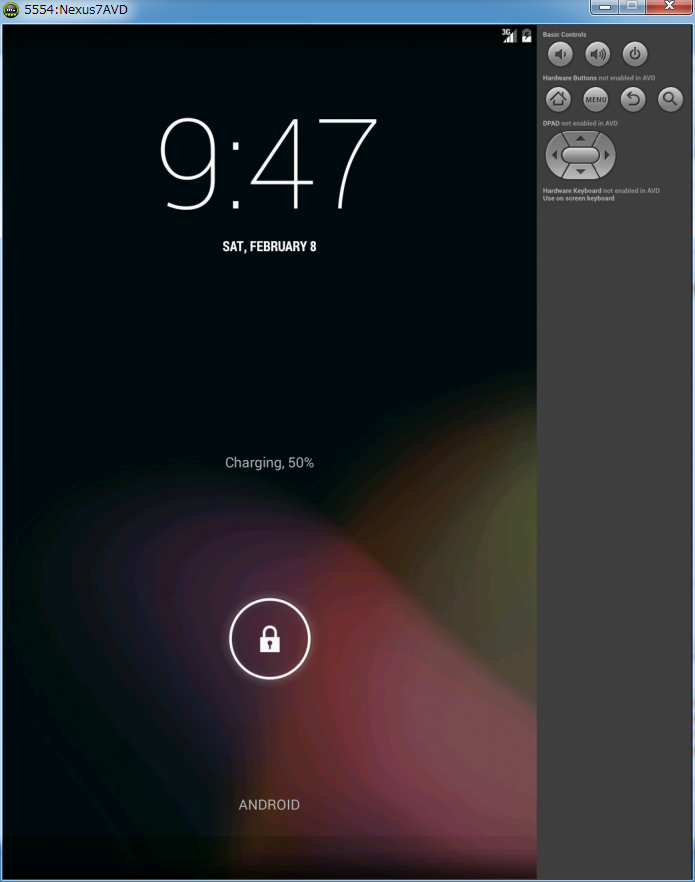 5554:Nexus7AVD
3G
9:47
SAT, FEBRUARY 8
Charging, 50%
ANDROID
Basic Controls
Hardware Buttons not enabled in AVD
MENU
DPAD not enabled in AVD
Hardware Keyboard not enabled in AVD
Use on screen keyboard